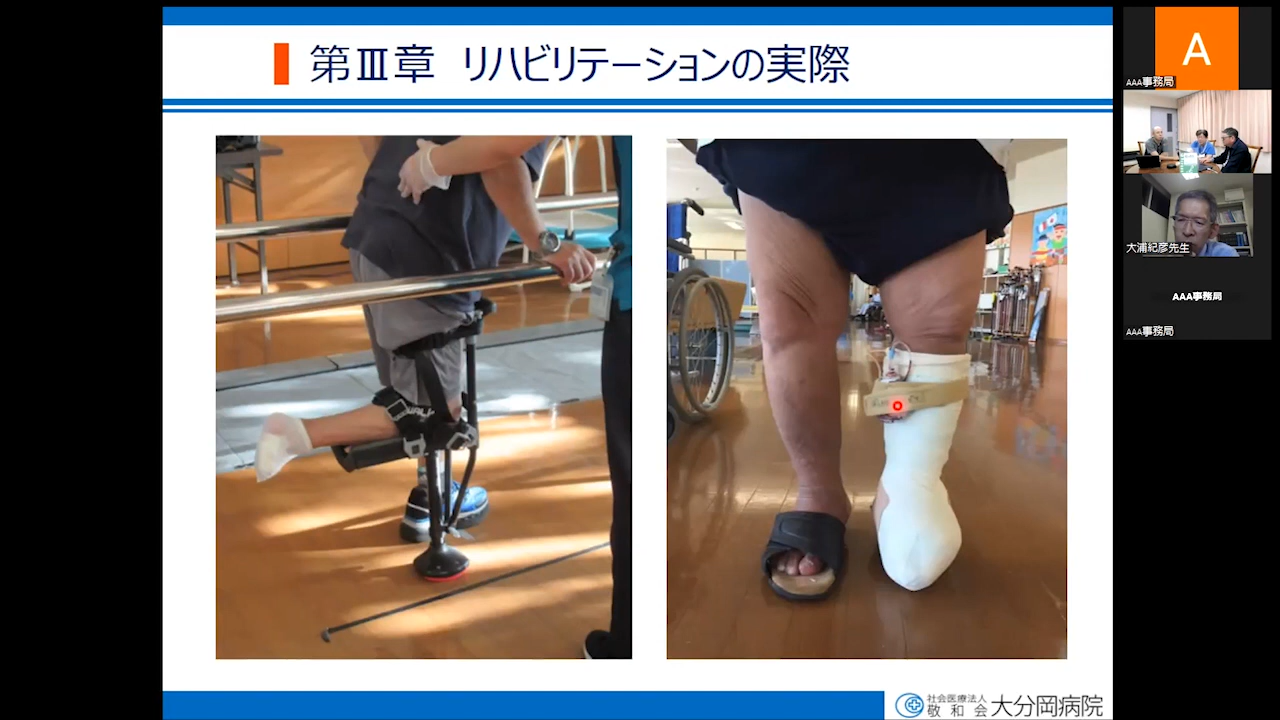 第Ⅲ章 リハビリテーションの実際
社会医療法人
敬和会
大分岡病院
A
AAA事務局
大浦紀彦先生
AAA事務局
AAA事務局